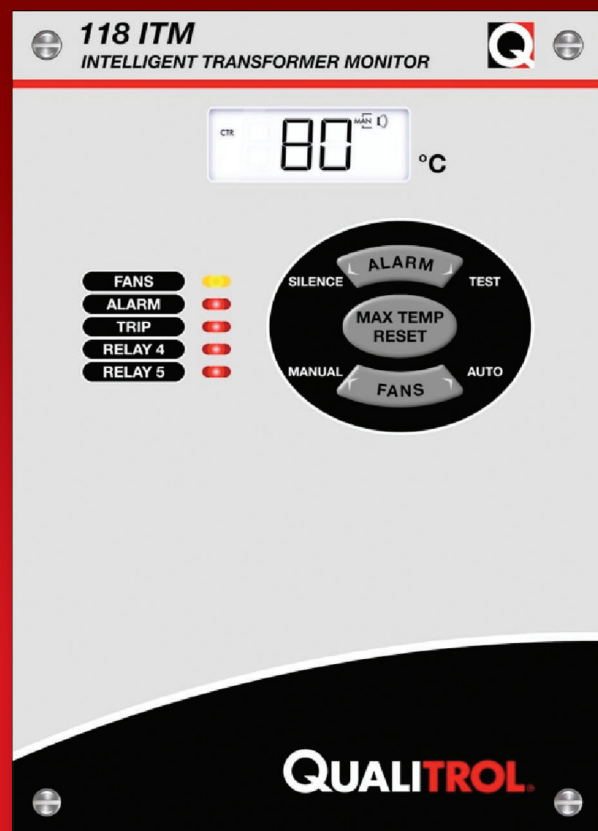 118 ITM
INTELLIGENT TRANSFORMER MONITOR
Q
CTR 80 MAN
°C
FANS
ALARM
TRIP
RELAY 4
RELAY 5
ALARM
SILENCE TEST
MAX TEMP
RESET
MANUAL AUTO
FANS
QUALITROL®